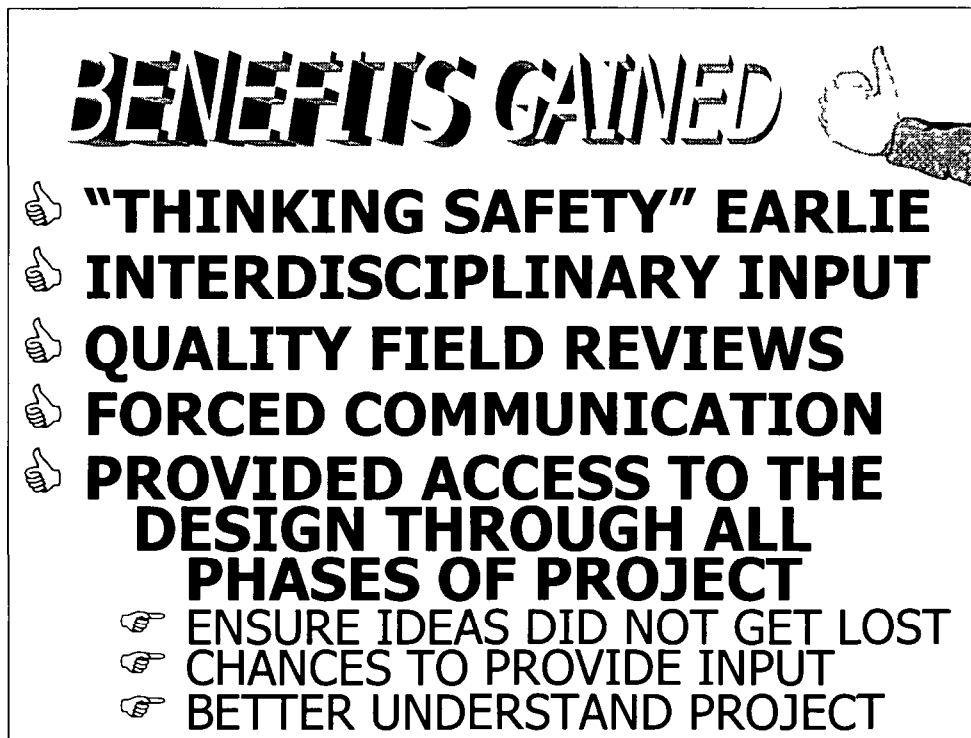 BENEFITS GAINED
"THINKING SAFETY" EARLIE
INTERDISCIPLINARY INPUT
QUALITY FIELD REVIEWS
FORCED COMMUNICATION
PROVIDED ACCESS TO THE
DESIGN THROUGH ALL
PHASES OF PROJECT
ENSURE IDEAS DID NOT GET LOST
CHANCES TO PROVIDE INPUT
BETTER UNDERSTAND PROJECT